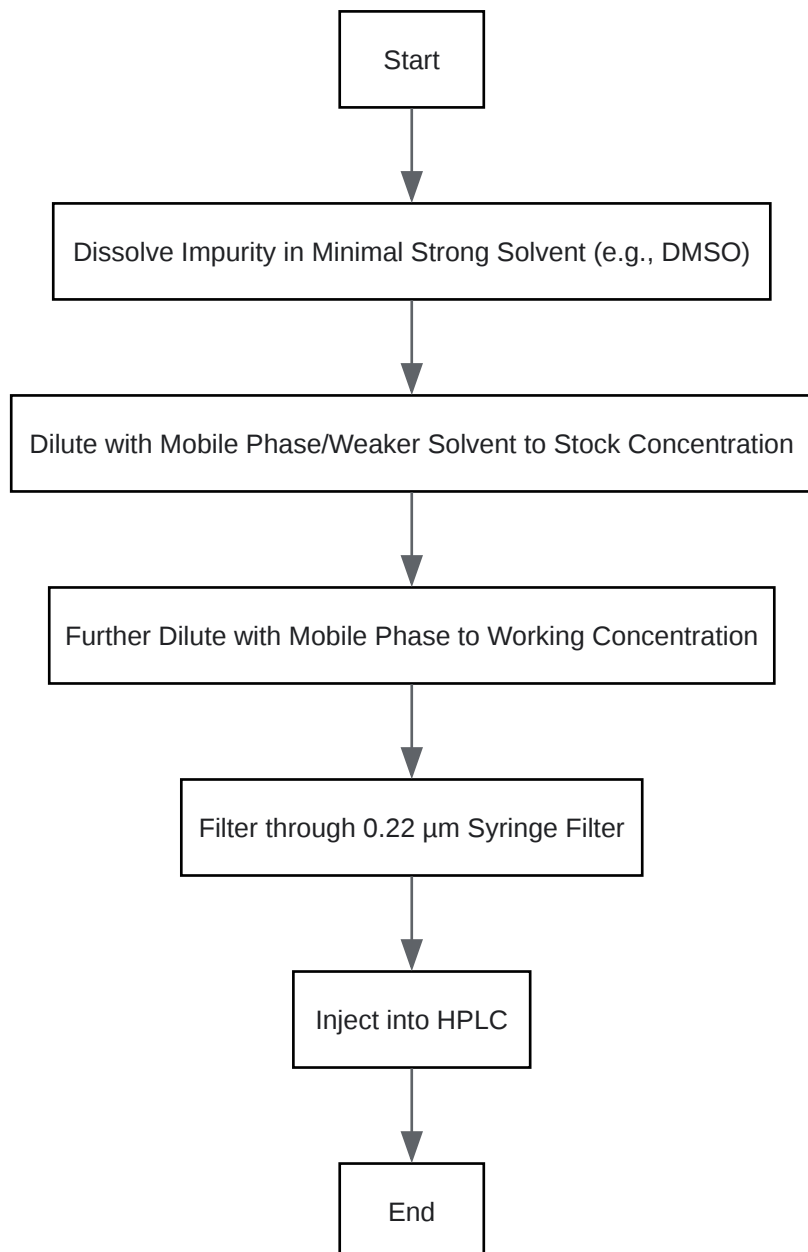 Start
Dissolve Impurity in Minimal Strong Solvent (e.g., DMSO)
Dilute with Mobile Phase/Weaker Solvent to Stock Concentration
Further Dilute with Mobile Phase to Working Concentration
Filter through 0.22 µm Syringe Filter
Inject into HPLC
End